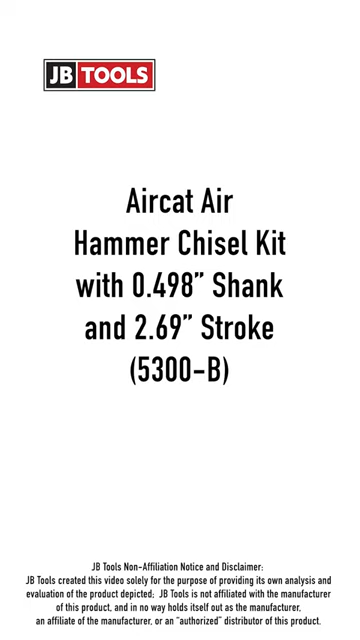 JB TOOLS
Aircat Air
Hammer Chisel Kit
with 0.498” Shank
and 2.69” Stroke
(5300-B)
JB Tools Non-Affiliation Notice and Disclaimer:
JB Tools created this video solely for the purpose of providing its own analysis and
evaluation of the product depicted; JB Tools is not affiliated with the manufacturer
of this product, and in no way holds itself out as the manufacturer,
an affiliate of the manufacturer, or an “authorized” distributor of this product.